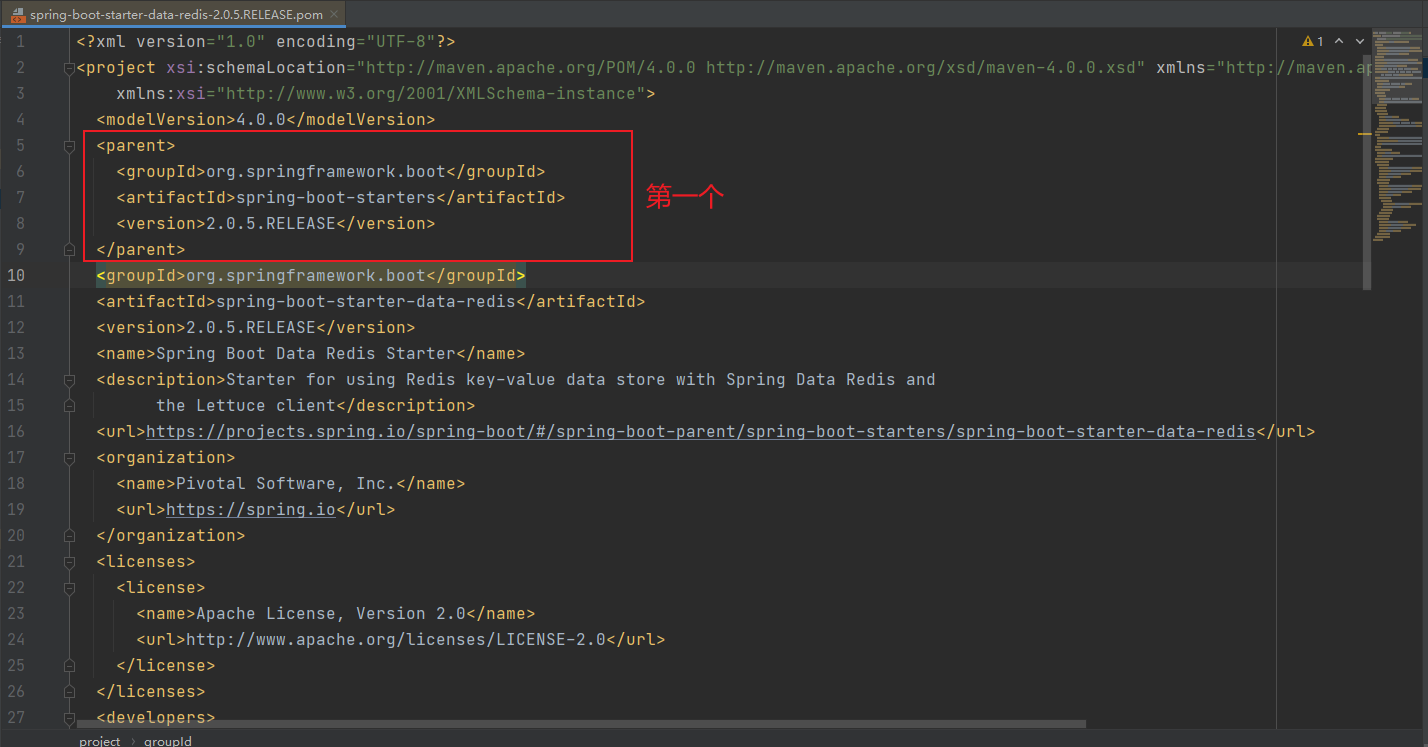 spring-boot-starter-data-redis-2.0.5.RELEASE.pom
1 <?xml version="1.0" encoding="UTF-8"?>
1
2 <project xsi:schemaLocation="http://maven.apache.org/POM/4.0.0 http://maven.apache.org/xsd/maven-4.0.0.xsd" xmlns="http://maven.ap
3 xmlns:xsi="http://www.w3.org/2001/XMLSchema-instance">
4 <modelVersion>4.0.0</modelVersion>
5 <parent>
6 <groupId>org.springframework.boot</groupId>
7 <artifactId>spring-boot-starters</artifactId>
第一个
8 <version>2.0.5.RELEASE</version>
9 </parent>
10 <groupId>org.springframework.boot</groupId>
11 <artifactId>spring-boot-starter-data-redis</artifactId>
12 <version>2.0.5.RELEASE</version>
13 <name>Spring Boot Data Redis Starter</name>
14 <description>Starter for using Redis key-value data store with Spring Data Redis and
15 the Lettuce client</description>
16 <url>https://projects.spring.io/spring-boot/#/spring-boot-parent/spring-boot-starters/spring-boot-starter-data-redis</url>
17 <organization>
18 <name>Pivotal Software, Inc.</name>
19 <url>https://spring.io</url>
20 </organization>
21 <licenses>
22 <license>
23 <name>Apache License, Version 2.0</name>
24 <url>http://www.apache.org/licenses/LICENSE-2.0</url>
25 </license>
26 </licenses>
27 <developers>
project › groupId